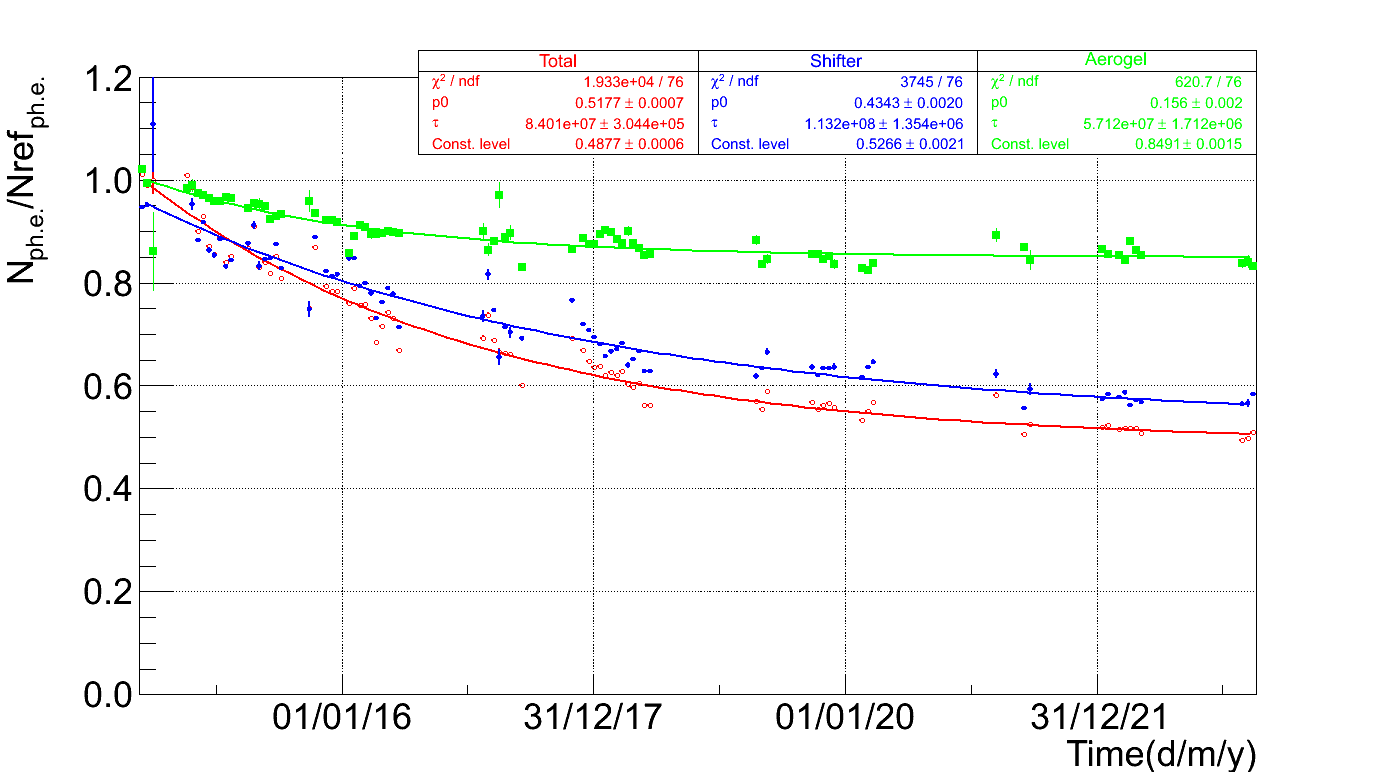 Total Shifter Aerogel
χ² / ndf 1.933e+04 / 76 χ² / ndf 3745 / 76 χ² / ndf 620.7 / 76
p0 0.5177 ± 0.0007 p0 0.4343 ± 0.0020 p0 0.156 ± 0.002
τ 8.401e+07 ± 3.044e+05 τ 1.132e+08 ± 1.354e+06 τ 5.712e+07 ± 1.712e+06
Const. level 0.4877 ± 0.0006 Const. level 0.5266 ± 0.0021 Const. level 0.8491 ± 0.0015
N_ph.e./Nref_ph.e.
1.2
1.0
0.8
0.6
0.4
0.2
0.0
01/01/16 31/12/17 01/01/20 31/12/21
Time(d/m/y)